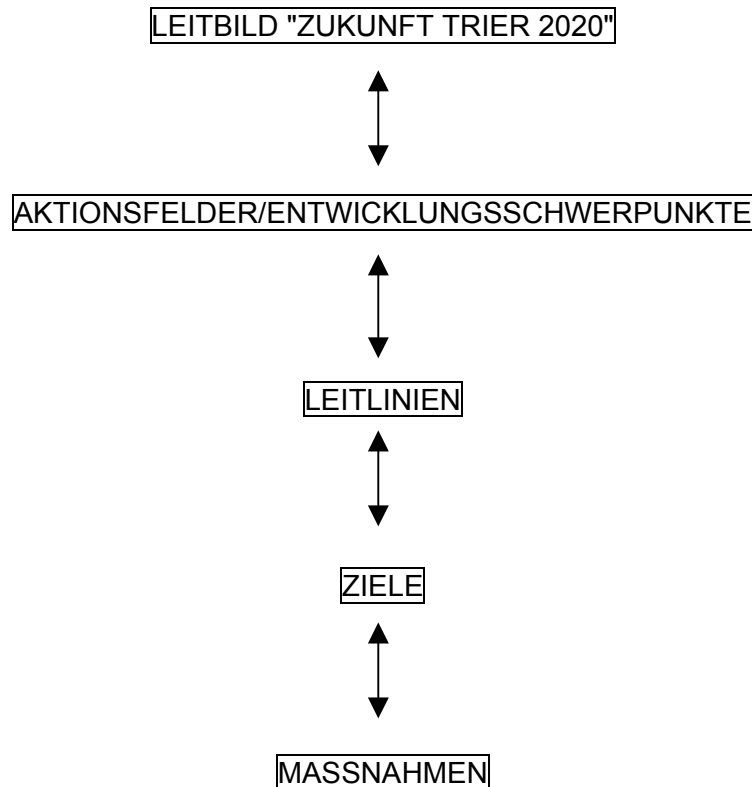 LEITBILD "ZUKUNFT TRIER 2020"
AKTIONSFELDER/ENTWICKLUNGSSCHWERPUNKTE
LEITLINIEN
ZIELE
MASSNAHMEN